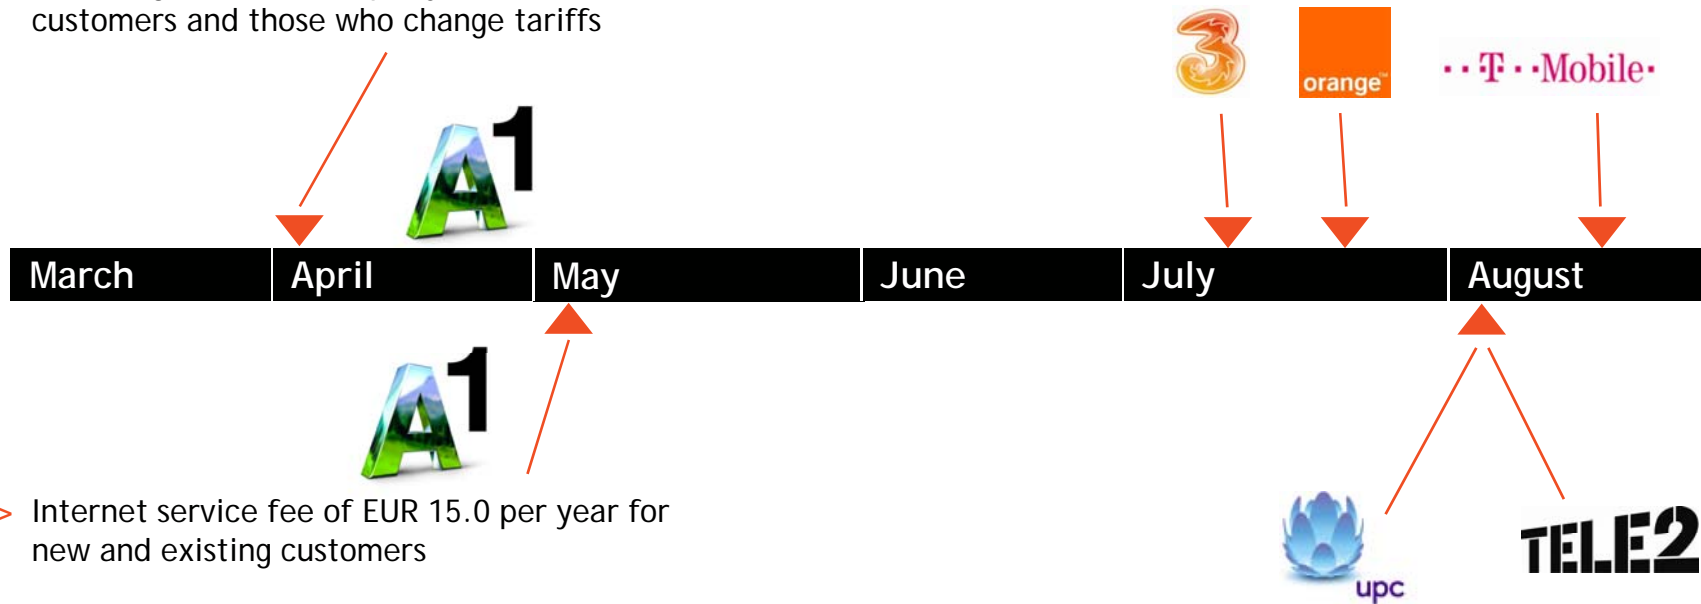 customers and those who change tariffs
3
orange™
··T··Mobile·
A1
March April May June July August
A1
> Internet service fee of EUR 15.0 per year for
new and existing customers
upc
TELE2